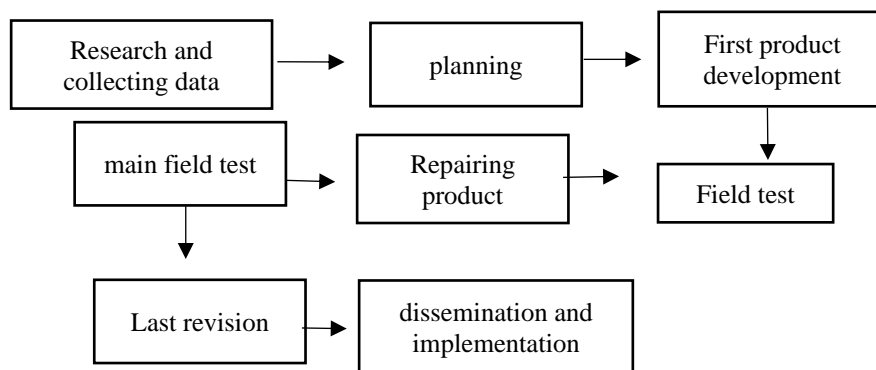 Research and
collecting data
planning
First product
development
main field test
Repairing
product
Field test
Last revision
dissemination and
implementation